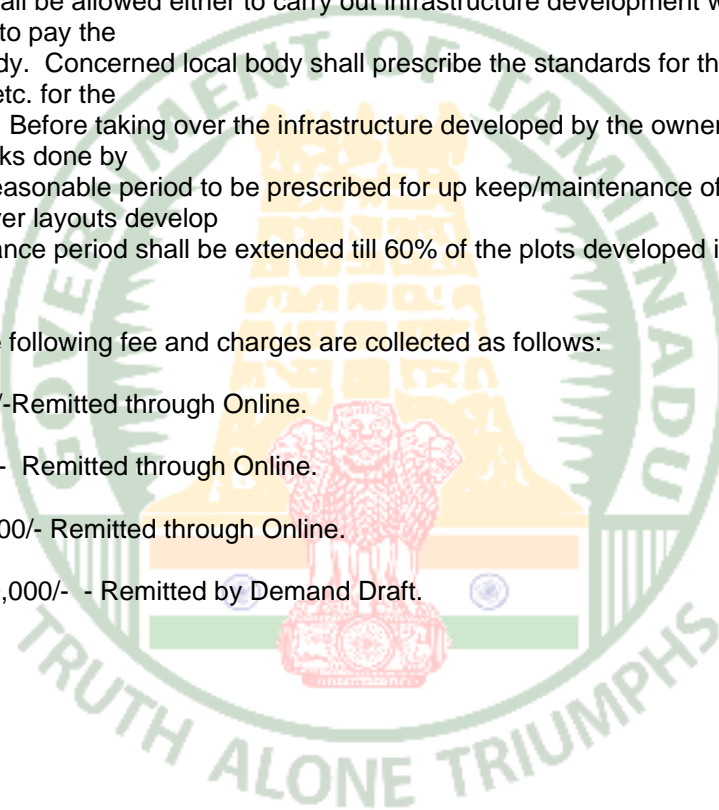 all be allowed either to carry out infrastructure development w
to pay the
dy. Concerned local body shall prescribe the standards for th
etc. for the
Before taking over the infrastructure developed by the owner
ks done by
easonable period to be prescribed for up keep/maintenance of
er layouts develop
ance period shall be extended till 60% of the plots developed i
e following fee and charges are collected as follows:
/-Remitted through Online.
- Remitted through Online.
00/- Remitted through Online.
,000/- - Remitted by Demand Draft.
GOVERNMENT OF TAMILNADU
TRUTH ALONE TRIUMPHS